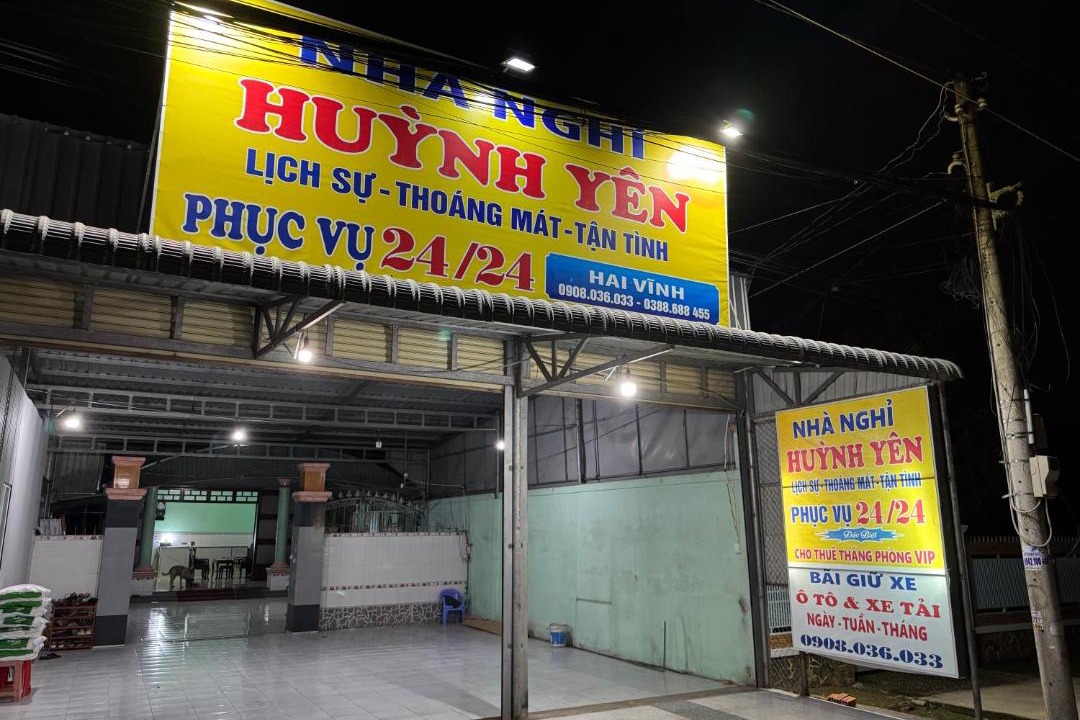 NHÀ NGHỈ
HUỲNH YÊN
LỊCH SỰ - THOÁNG MÁT - TẬN TÌNH
PHỤC VỤ 24/24
HAI VĨNH
0908.036.033 - 0388.688 455
NHÀ NGHỈ
HUỲNH YÊN
LỊCH SỰ - THOÁNG MÁT - TẬN TÌNH
PHỤC VỤ 24/24
Đặc Biệt
CHO THUÊ THÁNG PHÒNG VIP
BÃI GIỮ XE
Ô TÔ & XE TẢI
NGÀY - TUẦN - THÁNG
0908.036.033